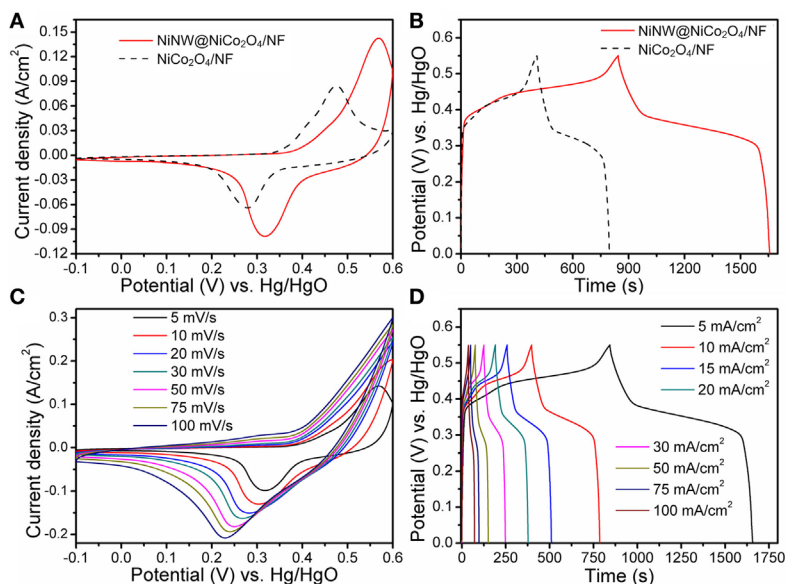 A
NiNW@NiCo₂O₄/NF
NiCo₂O₄/NF
Current density (A/cm²)
0.15
0.12
0.09
0.06
0.03
0.00
-0.03
-0.06
-0.09
-0.12
-0.1 0.0 0.1 0.2 0.3 0.4 0.5 0.6
Potential (V) vs. Hg/HgO
B
NiNW@NiCo₂O₄/NF
NiCo₂O₄/NF
Potential (V) vs. Hg/HgO
0.6
0.5
0.4
0.3
0.2
0.1
0.0
0 300 600 900 1200 1500
Time (s)
C
5 mV/s
10 mV/s
20 mV/s
30 mV/s
50 mV/s
75 mV/s
100 mV/s
Current density (A/cm²)
0.3
0.2
0.1
0.0
-0.1
-0.2
-0.1 0.0 0.1 0.2 0.3 0.4 0.5 0.6
Potential (V) vs. Hg/HgO
D
5 mA/cm²
10 mA/cm²
15 mA/cm²
20 mA/cm²
30 mA/cm²
50 mA/cm²
75 mA/cm²
100 mA/cm²
Potential (V) vs. Hg/HgO
0.6
0.5
0.4
0.3
0.2
0.1
0.0
0 250 500 750 1000 1250 1500 1750
Time (s)